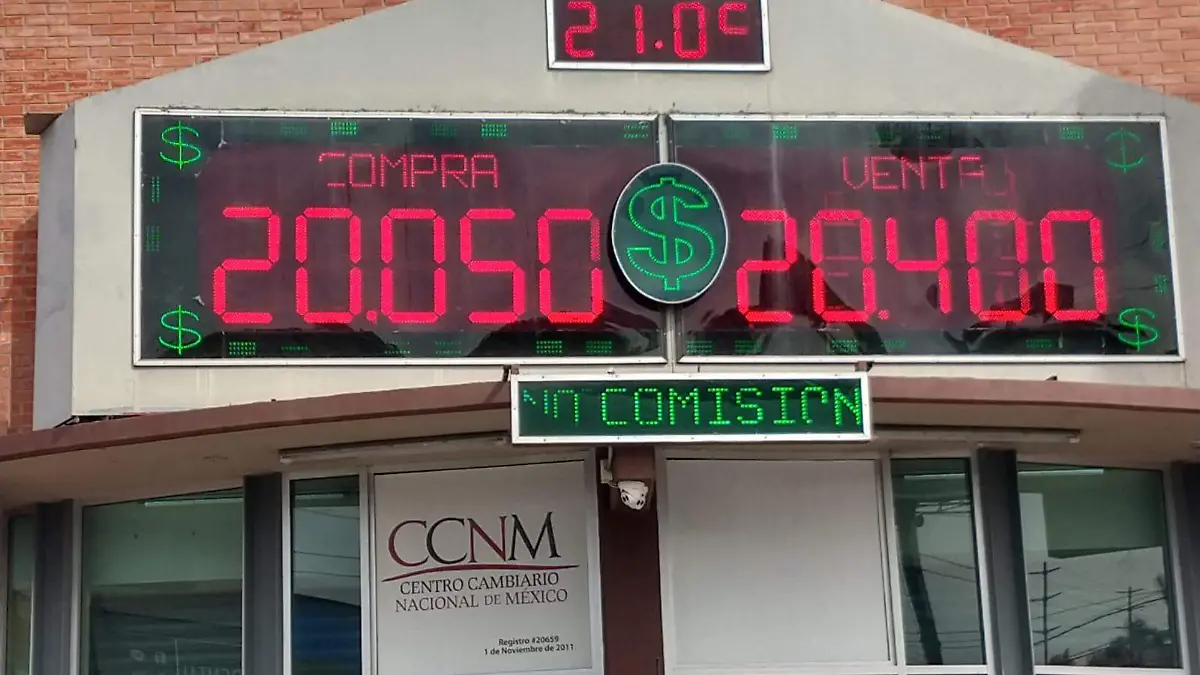 21.0c
COMPRA
VENTA
20.050
$
20.400
COMISION
CCNM
CENTRO CAMBIARIO
NACIONAL DE MÉXICO
Registro #20659
1 de Noviembre de 2011